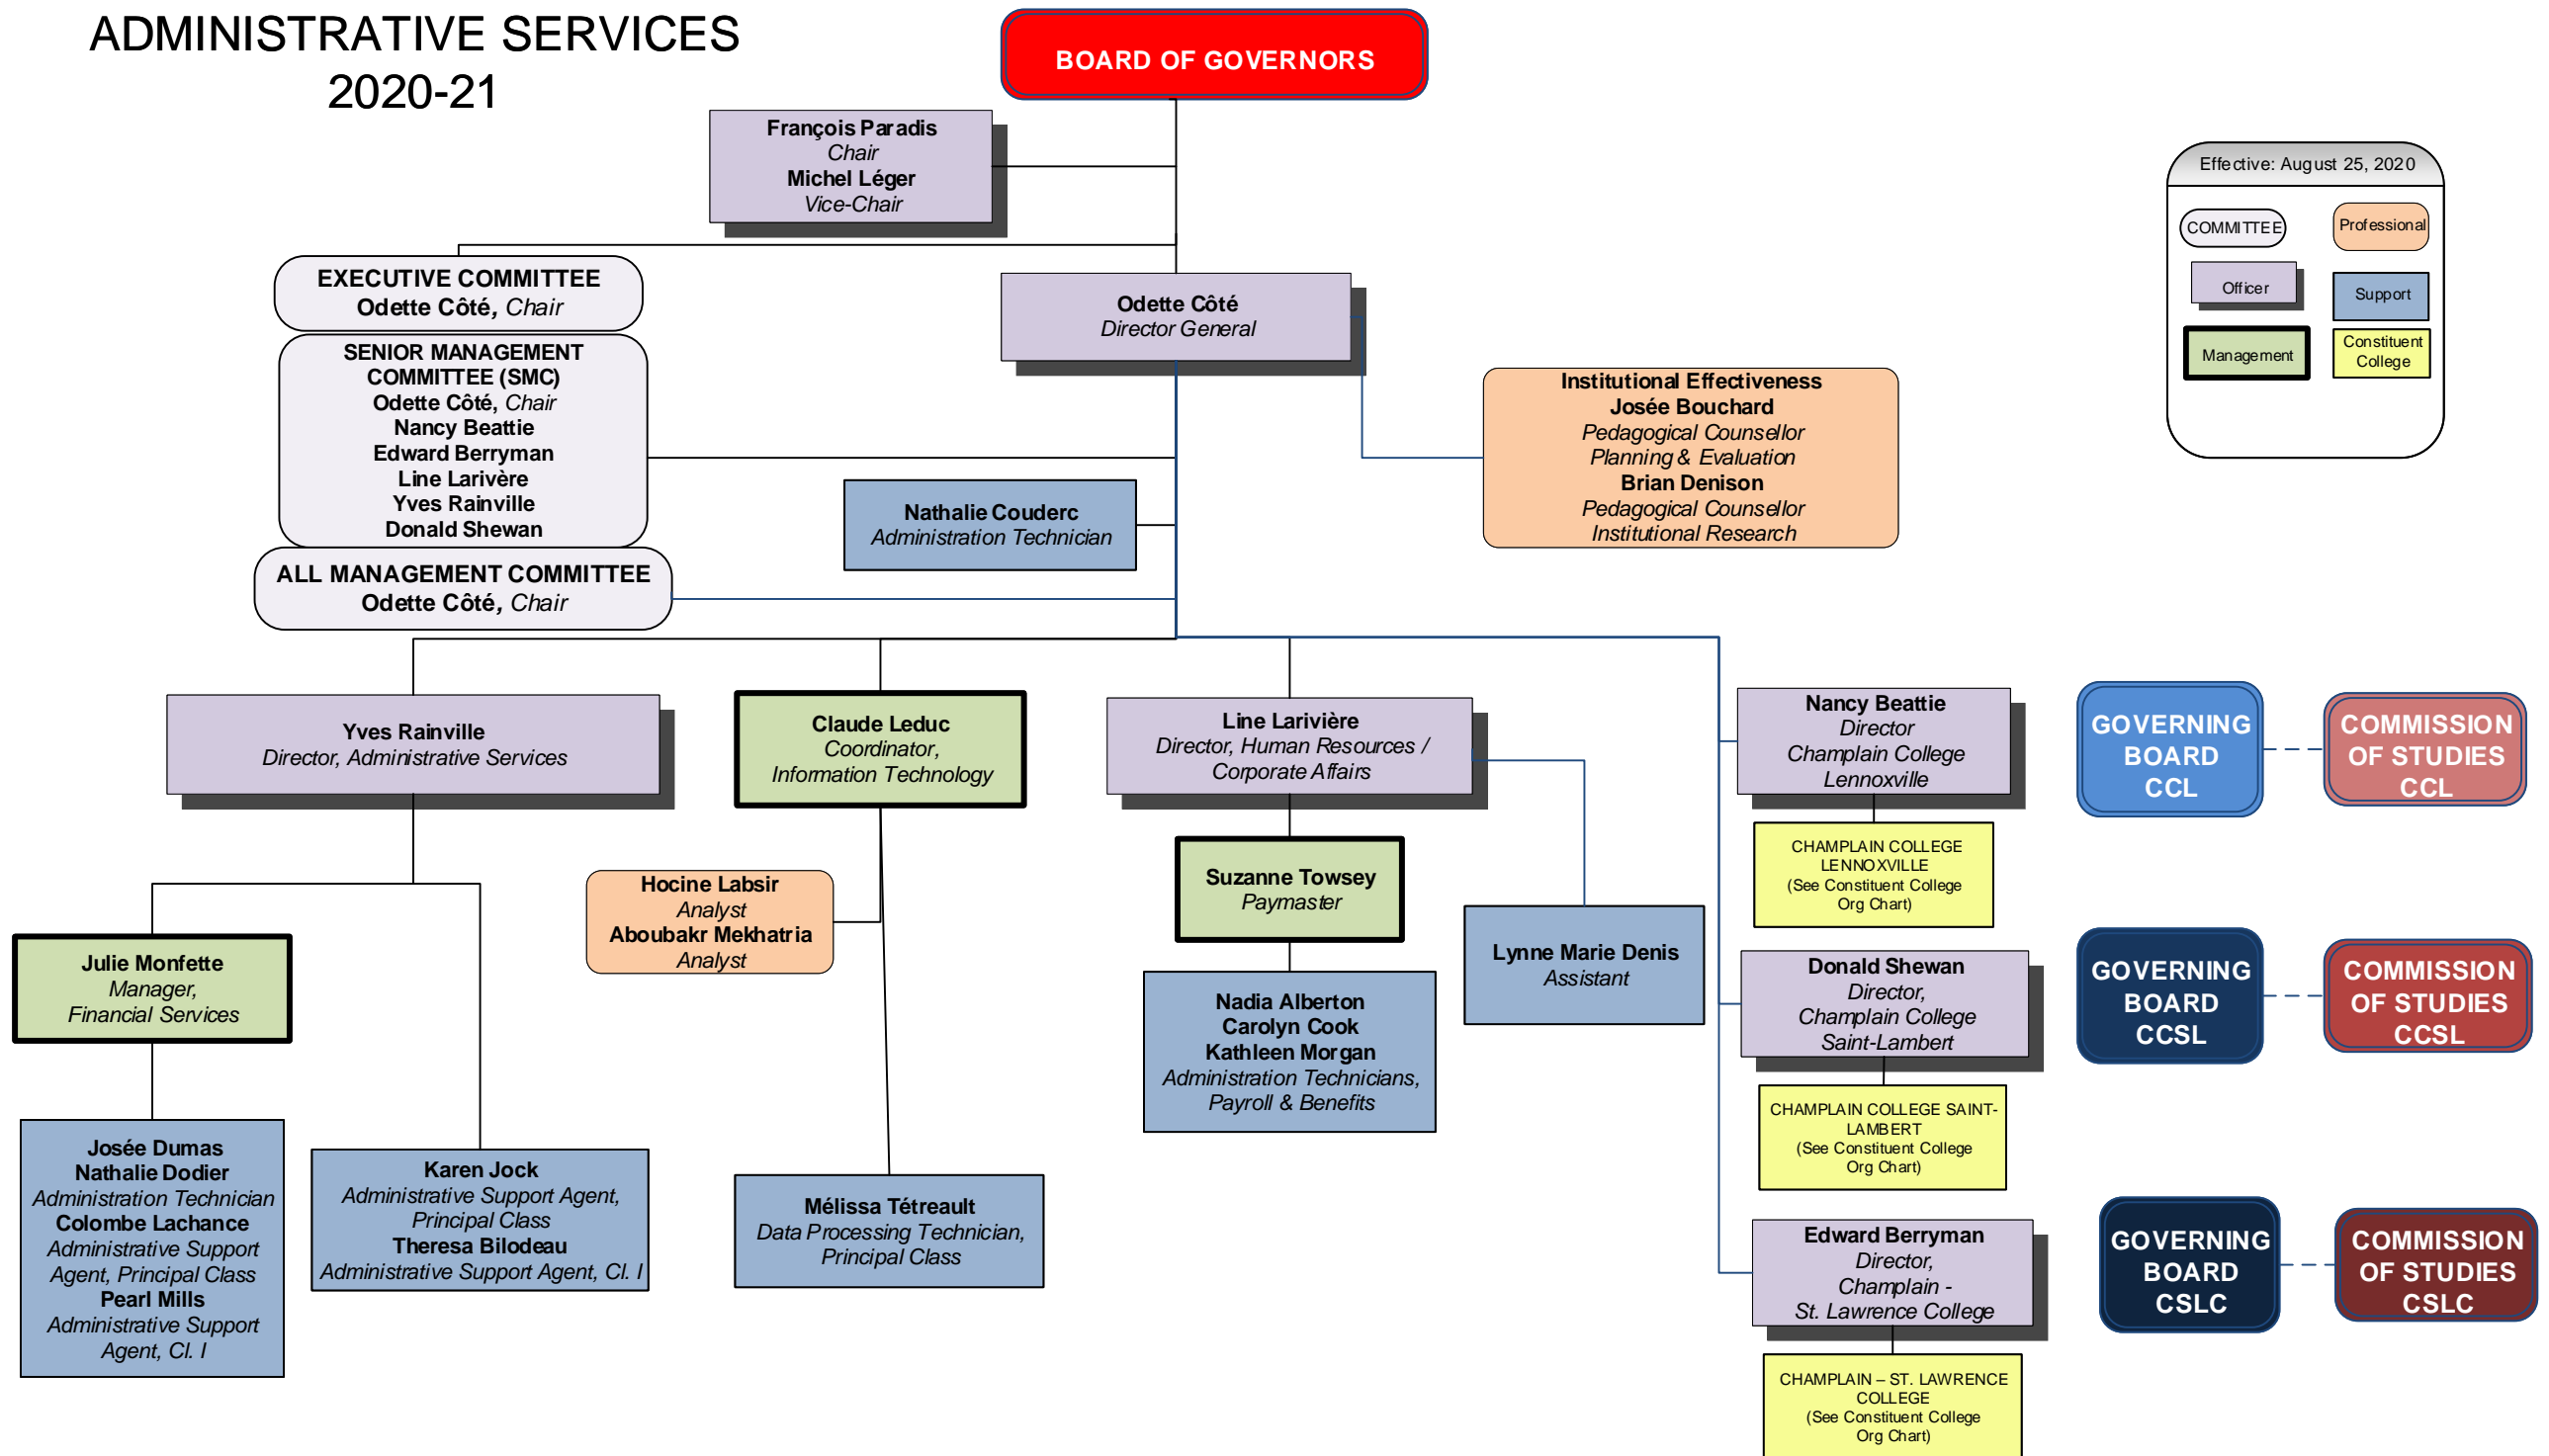 ADMINISTRATIVE SERVICES
2020-21
BOARD OF GOVERNORS
François Paradis
Chair
Michel Léger
Vice-Chair
Effective: August 25, 2020
COMMITTEE
Professional
Officer
Support
Management
Constituent
College
EXECUTIVE COMMITTEE
Odette Côté, Chair
Odette Côté
Director General
SENIOR MANAGEMENT
COMMITTEE (SMC)
Odette Côté, Chair
Nancy Beattie
Edward Berryman
Line Larivère
Yves Rainville
Donald Shewan
Institutional Effectiveness
Josée Bouchard
Pedagogical Counsellor
Planning & Evaluation
Brian Denison
Pedagogical Counsellor
Institutional Research
Nathalie Couderc
Administration Technician
ALL MANAGEMENT COMMITTEE
Odette Côté, Chair
Yves Rainville
Director, Administrative Services
Claude Leduc
Coordinator,
Information Technology
Line Larivière
Director, Human Resources /
Corporate Affairs
Nancy Beattie
Director
Champlain College
Lennoxville
GOVERNING
BOARD
CCL
COMMISSION
OF STUDIES
CCL
CHAMPLAIN COLLEGE
LENNOXVILLE
(See Constituent College
Org Chart)
Hocine Labsir
Analyst
Aboubakr Mekhatria
Analyst
Suzanne Towsey
Paymaster
Lynne Marie Denis
Assistant
Julie Monfette
Manager,
Financial Services
Nadia Alberton
Carolyn Cook
Kathleen Morgan
Administration Technicians,
Payroll & Benefits
Donald Shewan
Director,
Champlain College
Saint-Lambert
GOVERNING
BOARD
CCSL
COMMISSION
OF STUDIES
CCSL
CHAMPLAIN COLLEGE SAINT-
LAMBERT
(See Constituent College
Org Chart)
Josée Dumas
Nathalie Dodier
Administration Technician
Colombe Lachance
Administrative Support
Agent, Principal Class
Pearl Mills
Administrative Support
Agent, Cl. I
Karen Jock
Administrative Support Agent,
Principal Class
Theresa Bilodeau
Administrative Support Agent, Cl. I
Mélissa Tétreault
Data Processing Technician,
Principal Class
Edward Berryman
Director,
Champlain -
St. Lawrence College
GOVERNING
BOARD
CSLC
COMMISSION
OF STUDIES
CSLC
CHAMPLAIN – ST. LAWRENCE
COLLEGE
(See Constituent College
Org Chart)